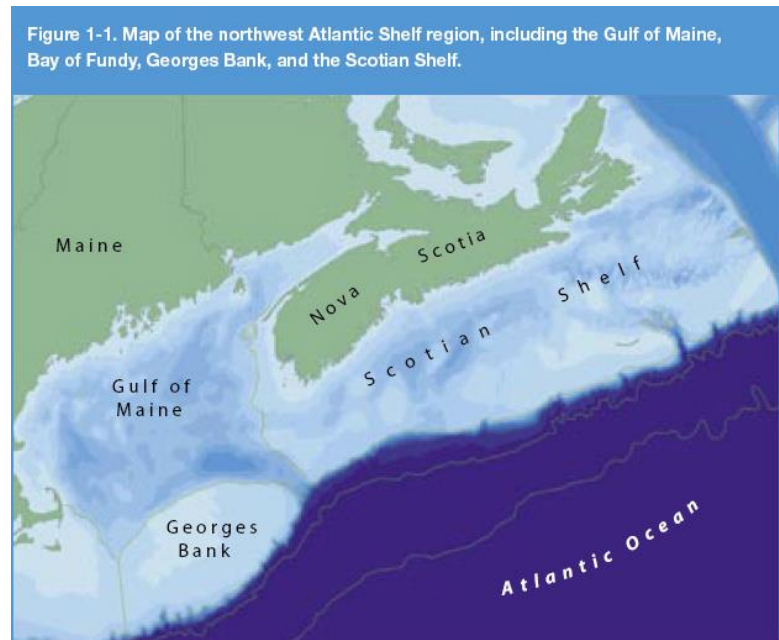 Figure 1-1. Map of the northwest Atlantic Shelf region, including the Gulf of Maine,
Bay of Fundy, Georges Bank, and the Scotian Shelf.
Maine
Nova Scotia
Scotian Shelf
Gulf of
Maine
Georges
Bank
Atlantic Ocean